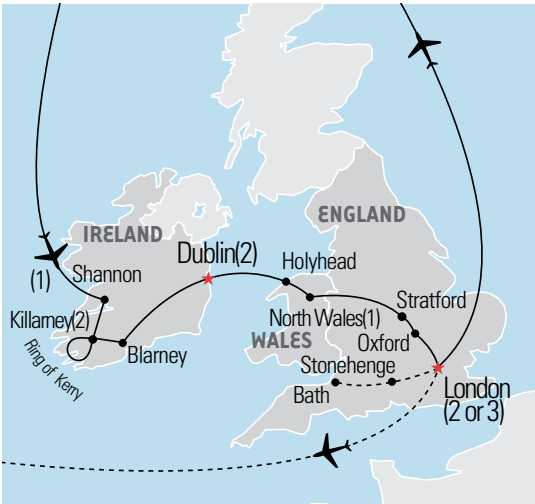 ENGLAND
IRELAND
Dublin(2)
(1)
Shannon
Holyhead
Killarney(2)
North Wales(1)
Stratford
Ring of Kerry
Blarney
WALES
Oxford
Stonehenge
Bath
London
(2 or 3)